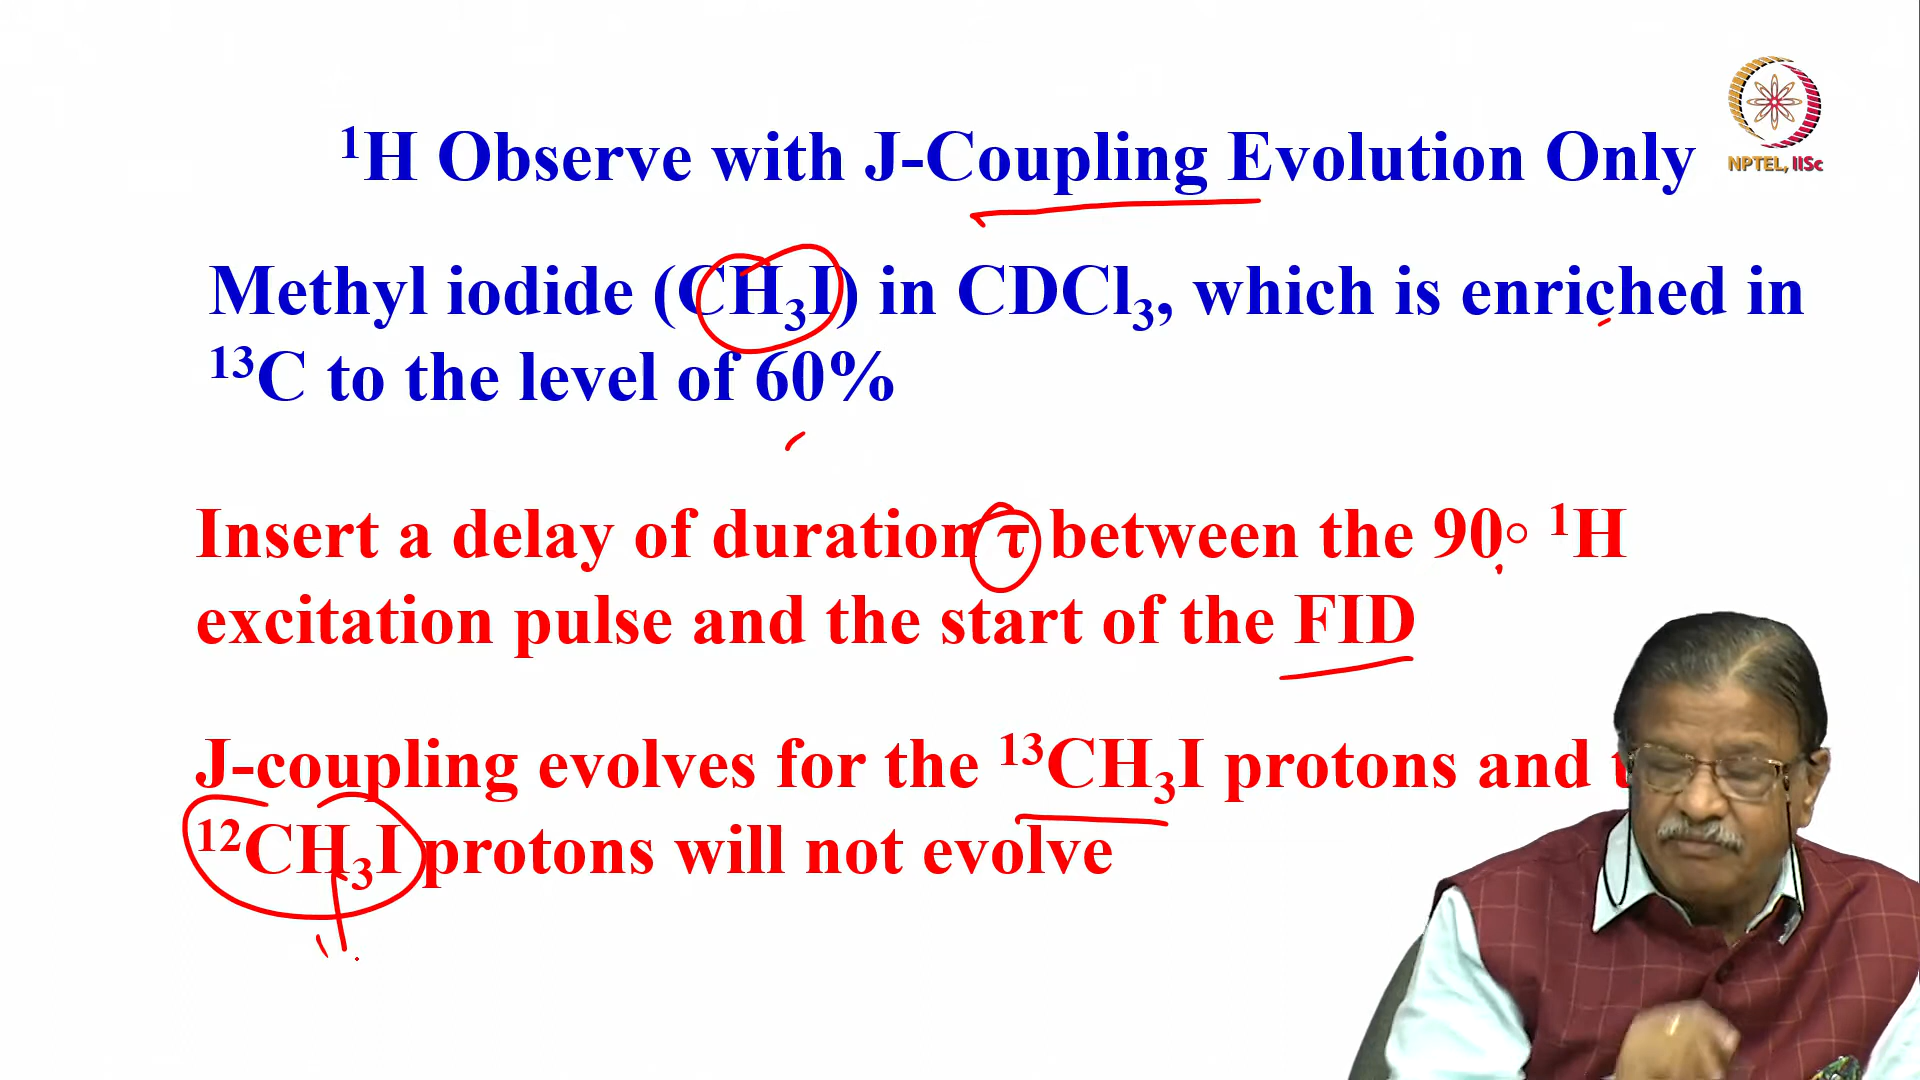 NPTEL, IISc
¹H Observe with J-Coupling Evolution Only
Methyl iodide (CH₃I) in CDCl₃, which is enriched in
¹³C to the level of 60%
Insert a delay of duration τ between the 90° ¹H
excitation pulse and the start of the FID
J-coupling evolves for the ¹³CH₃I protons and
¹²CH₃I protons will not evolve